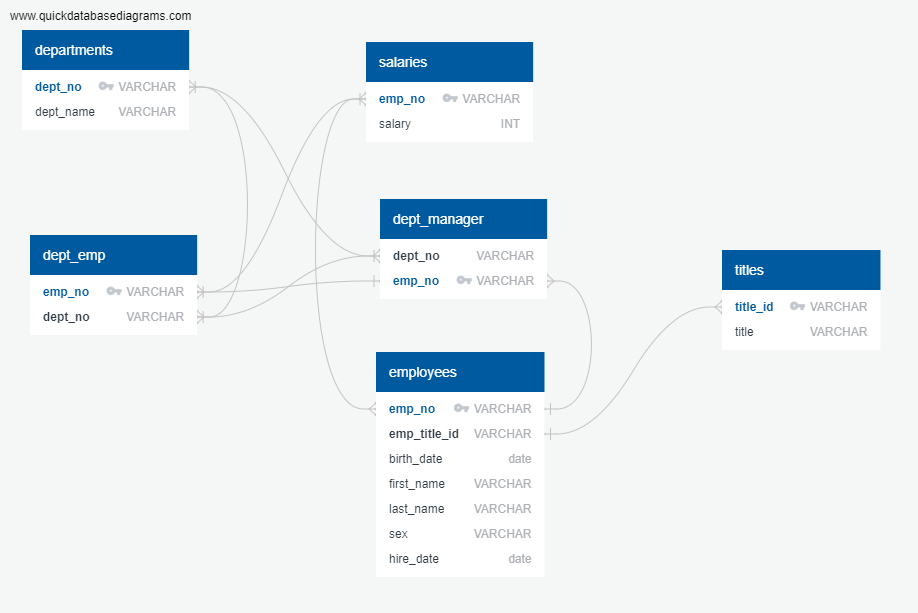 www.quickdatabasediagrams.com
departments
dept_no VARCHAR
dept_name VARCHAR
salaries
emp_no VARCHAR
salary INT
dept_manager
dept_no VARCHAR
emp_no VARCHAR
dept_emp
emp_no VARCHAR
dept_no VARCHAR
titles
title_id VARCHAR
title VARCHAR
employees
emp_no VARCHAR
emp_title_id VARCHAR
birth_date date
first_name VARCHAR
last_name VARCHAR
sex VARCHAR
hire_date date